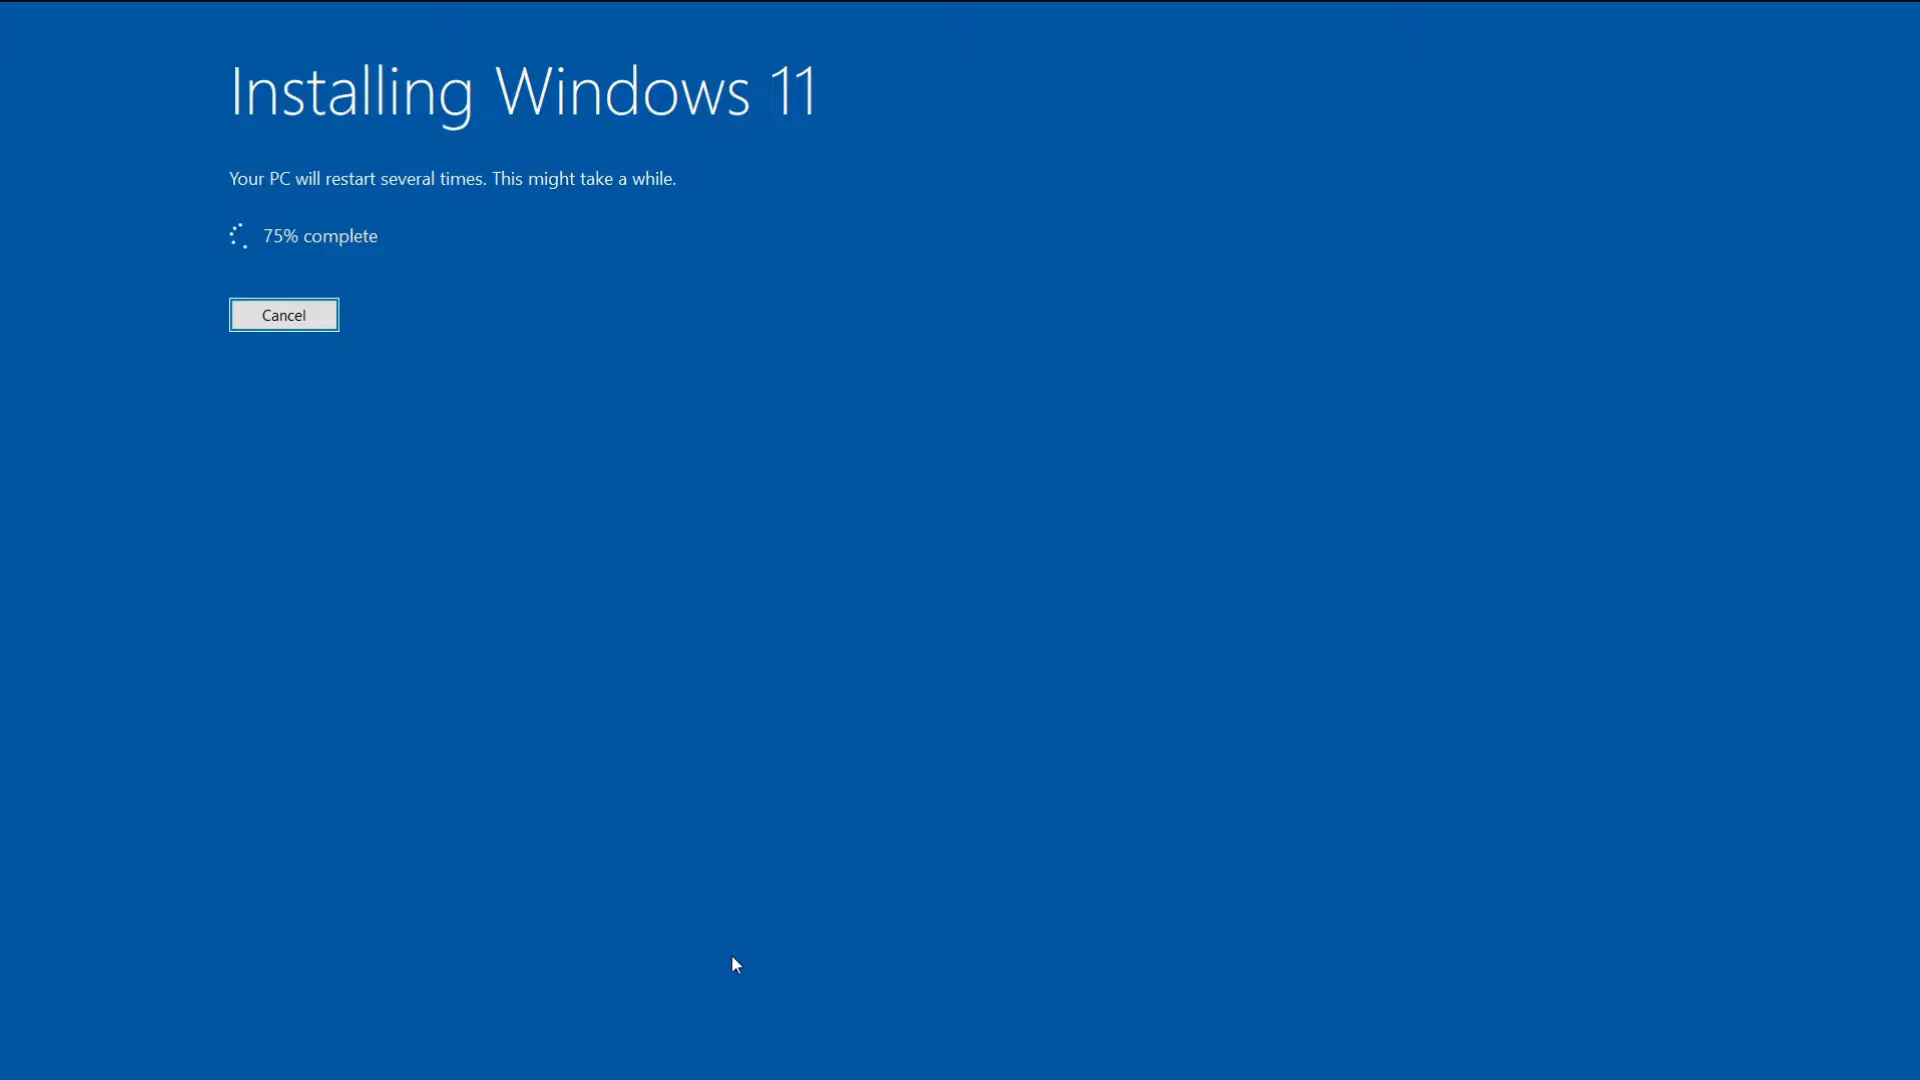 Installing Windows 11
Your PC will restart several times. This might take a while.
75% complete
Cancel